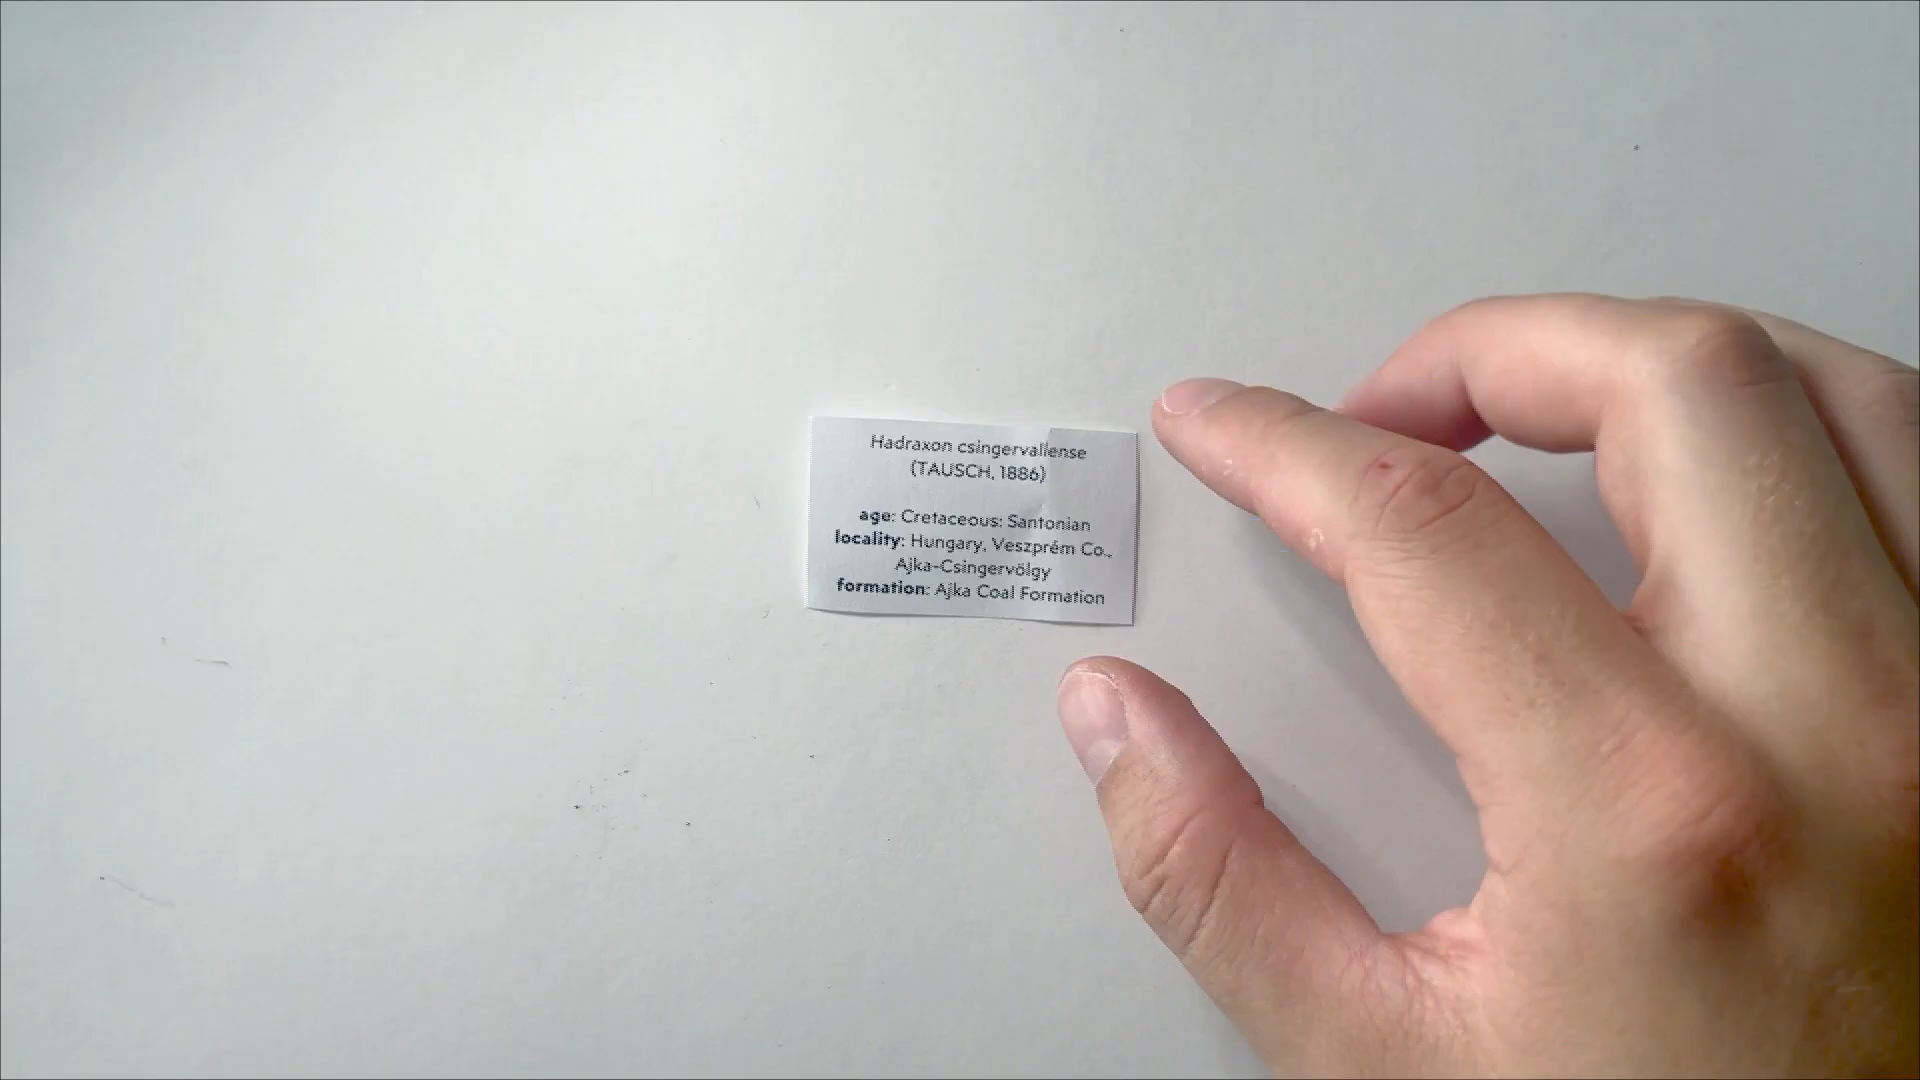 Hadraxon csingervallense
(TAUSCH, 1886)
age: Cretaceous: Santonian
locality: Hungary, Veszprém Co.,
Ajka-Csingervölgy
formation: Ajka Coal Formation